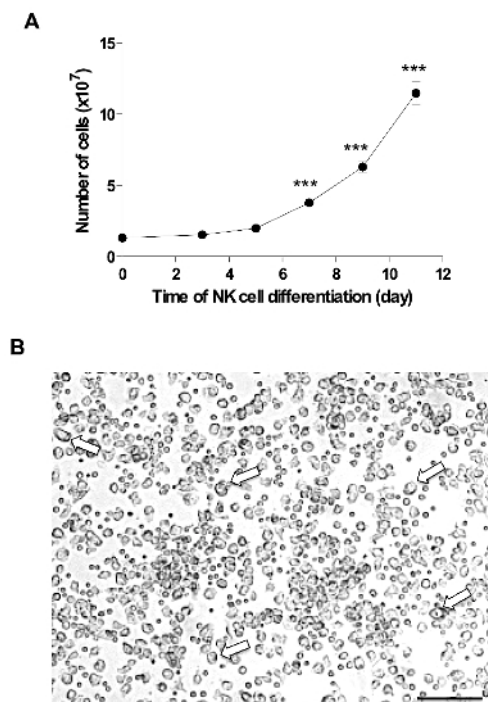 A
15
***
10
***
***
5
0
0 2 4 6 8 10 12
Number of cells (x10⁷)
Time of NK cell differentiation (day)
B